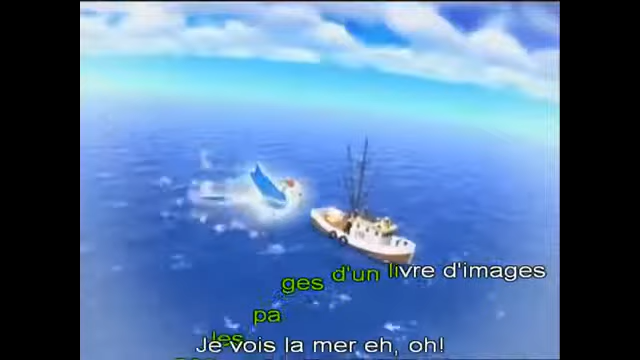 ges d'un livre d'images
pa
les
Je vois la mer eh, oh!